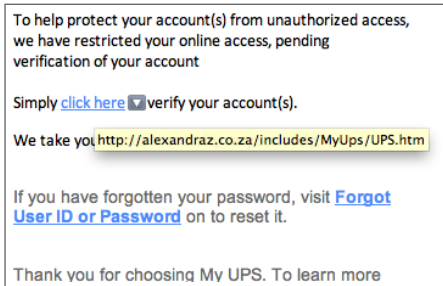 To help protect your account(s) from unauthorized access,
we have restricted your online access, pending
verification of your account
Simply click here verify your account(s).
We take you http://alexandraz.co.za/includes/MyUps/UPS.htm
If you have forgotten your password, visit Forgot
User ID or Password on to reset it.
Thank you for choosing My UPS. To learn more